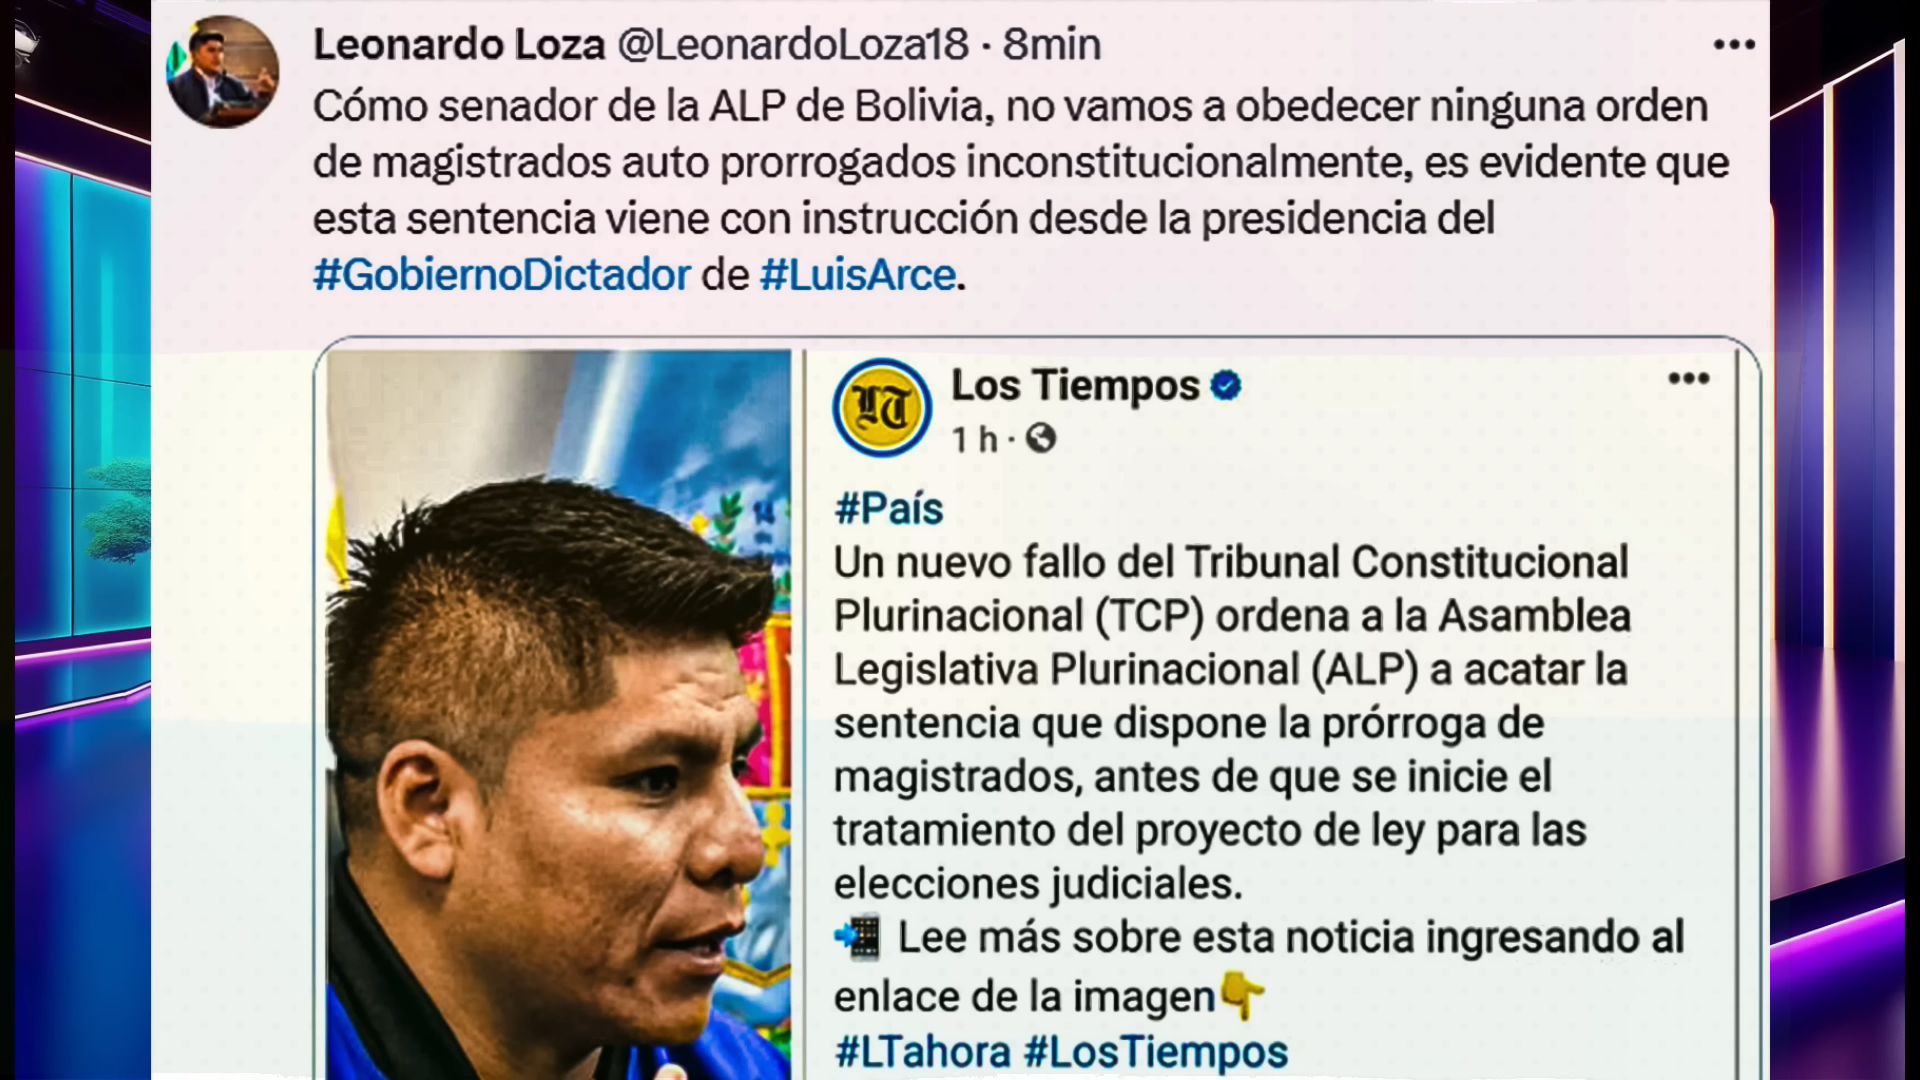 Leonardo Loza @LeonardoLoza18 · 8min
Cómo senador de la ALP de Bolivia, no vamos a obedecer ninguna orden
de magistrados auto prorrogados inconstitucionalmente, es evidente que
esta sentencia viene con instrucción desde la presidencia del
#GobiernoDictador de #LuisArce.
LT
Los Tiempos
1 h ·
#País
Un nuevo fallo del Tribunal Constitucional
Plurinacional (TCP) ordena a la Asamblea
Legislativa Plurinacional (ALP) a acatar la
sentencia que dispone la prórroga de
magistrados, antes de que se inicie el
tratamiento del proyecto de ley para las
elecciones judiciales.
📲 Lee más sobre esta noticia ingresando al
enlace de la imagen👇
#LTahora #LosTiempos